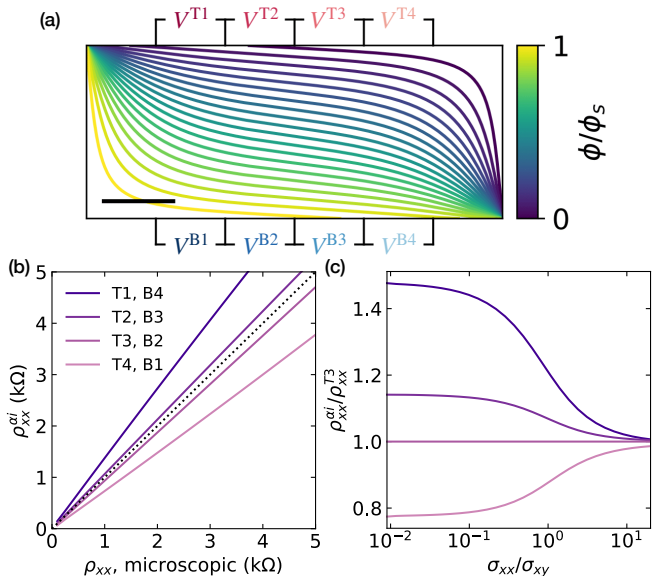 (a)
V^T1 V^T2 V^T3 V^T4
1
ϕ/ϕ_s
0
V^B1 V^B2 V^B3 V^B4
(b)
5
4
3
2
1
0
ρ_xx^αi (kΩ)
T1, B4
T2, B3
T3, B2
T4, B1
0 1 2 3 4 5
ρ_xx, microscopic (kΩ)
(c)
1.4
1.2
1.0
0.8
ρ_xx^αi/ρ_xx^T3
10^−2 10^−1 10^0 10^1
σ_xx/σ_xy